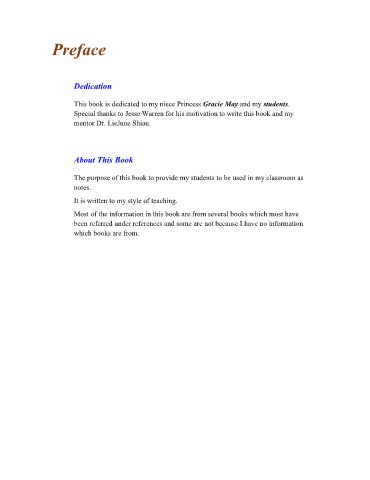 Preface
Dedication
This book is dedicated to my niece Princess Gracie May and my students.
Special thanks to Jesse Warren for his motivation to write this book and my
mentor Dr. LieJune Shiau.
About This Book
The purpose of this book to provide my students to be used in my classroom as
notes.
It is written to my style of teaching.
Most of the information in this book are from several books which most have
been referred under references and some are not because I have no information
which books are from.